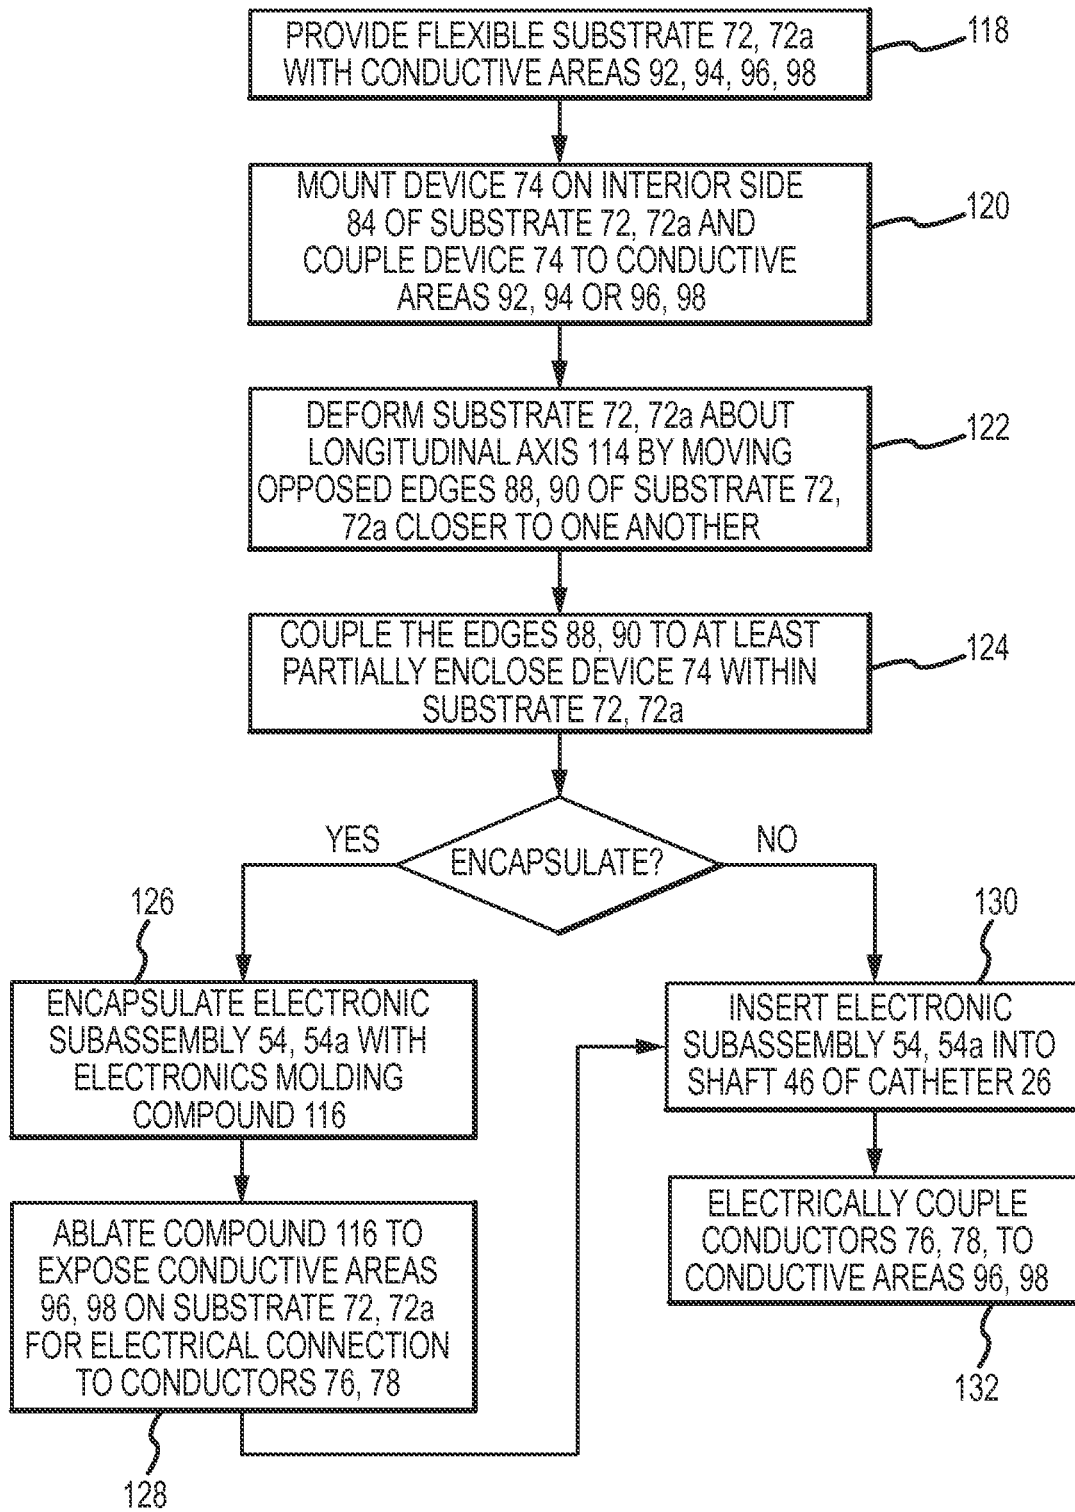 PROVIDE FLEXIBLE SUBSTRATE 72, 72a
WITH CONDUCTIVE AREAS 92, 94, 96, 98
118
MOUNT DEVICE 74 ON INTERIOR SIDE
84 OF SUBSTRATE 72, 72a AND
COUPLE DEVICE 74 TO CONDUCTIVE
AREAS 92, 94 OR 96, 98
120
DEFORM SUBSTRATE 72, 72a ABOUT
LONGITUDINAL AXIS 114 BY MOVING
OPPOSED EDGES 88, 90 OF SUBSTRATE 72,
72a CLOSER TO ONE ANOTHER
122
COUPLE THE EDGES 88, 90 TO AT LEAST
PARTIALLY ENCLOSE DEVICE 74 WITHIN
SUBSTRATE 72, 72a
124
ENCAPSULATE?
YES
NO
126
ENCAPSULATE ELECTRONIC
SUBASSEMBLY 54, 54a WITH
ELECTRONICS MOLDING
COMPOUND 116
ABLATE COMPOUND 116 TO
EXPOSE CONDUCTIVE AREAS
96, 98 ON SUBSTRATE 72, 72a
FOR ELECTRICAL CONNECTION
TO CONDUCTORS 76, 78
128
130
INSERT ELECTRONIC
SUBASSEMBLY 54, 54a INTO
SHAFT 46 OF CATHETER 26
ELECTRICALLY COUPLE
CONDUCTORS 76, 78, TO
CONDUCTIVE AREAS 96, 98
132